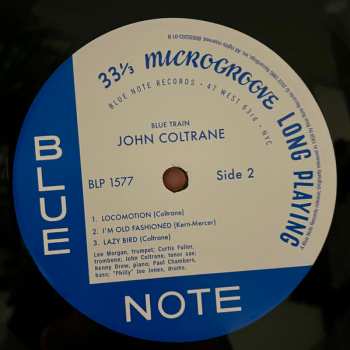 33⅓ MICROGROOVE LONG PLAYING
BLUE NOTE RECORDS • 47 WEST 63rd • NYC
BLUE TRAIN
JOHN COLTRANE
BLP 1577
Side 2
1. LOCOMOTION (Coltrane)
2. I'M OLD FASHIONED (Kern-Mercer)
3. LAZY BIRD (Coltrane)
Lee Morgan, trumpet; Curtis Fuller,
trombone; John Coltrane, tenor sax;
Kenny Drew, piano; Paul Chambers,
bass; "Philly" Joe Jones, drums.
BLUE
NOTE